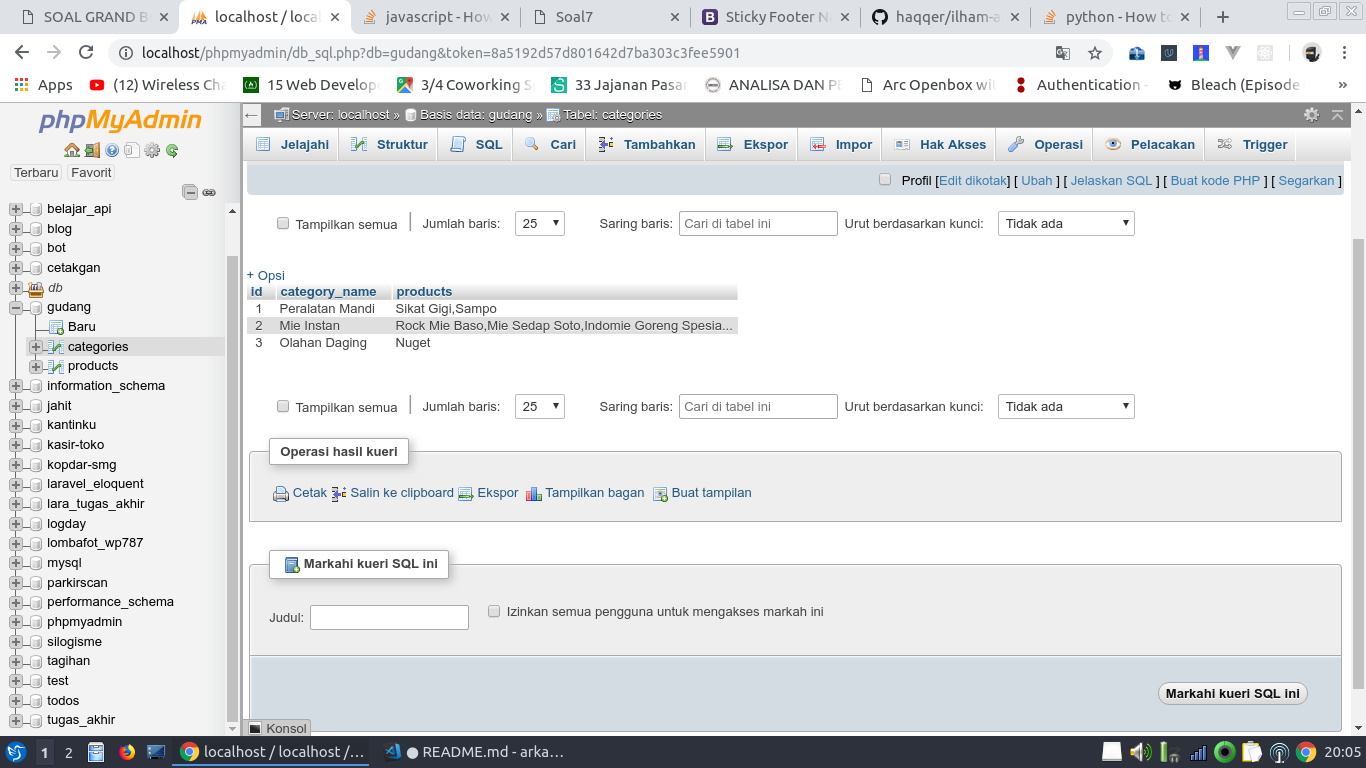 SOAL GRAND B
localhost / local
javascript - How
Soal7
Sticky Footer Na
haqqer/ilham-a
python - How to
localhost/phpmyadmin/db_sql.php?db=gudang&token=8a5192d57d801642d7ba303c3fee5901
Apps
(12) Wireless Cha
15 Web Develope
3/4 Coworking S
33 Jajanan Pasar
ANALISA DAN PE
Arc Openbox wit
Authentication -
Bleach (Episode
»
phpMyAdmin
Terbaru
Favorit
belajar_api
blog
bot
cetakgan
db
gudang
Baru
categories
products
information_schema
jahit
kantinku
kasir-toko
kopdar-smg
laravel_eloquent
lara_tugas_akhir
logday
lombafot_wp787
mysql
parkirscan
performance_schema
phpmyadmin
silogisme
tagihan
test
todos
tugas_akhir
Server: localhost » Basis data: gudang » Tabel: categories
Jelajahi
Struktur
SQL
Cari
Tambahkan
Ekspor
Impor
Hak Akses
Operasi
Pelacakan
Trigger
Profil [Edit dikotak] [ Ubah ] [ Jelaskan SQL ] [ Buat kode PHP ] [ Segarkan ]
Tampilkan semua | Jumlah baris: 25 Saring baris: Cari di tabel ini Urut berdasarkan kunci: Tidak ada
+ Opsi
id category_name products
1 Peralatan Mandi Sikat Gigi,Sampo
2 Mie Instan Rock Mie Baso,Mie Sedap Soto,Indomie Goreng Spesia...
3 Olahan Daging Nuget
Tampilkan semua | Jumlah baris: 25 Saring baris: Cari di tabel ini Urut berdasarkan kunci: Tidak ada
Operasi hasil kueri
Cetak Salin ke clipboard Ekspor Tampilkan bagan Buat tampilan
Markahi kueri SQL ini
Judul:
Izinkan semua pengguna untuk mengakses markah ini
Markahi kueri SQL ini
Konsol
1
2
localhost / localhost /...
● README.md - arka...
20:05